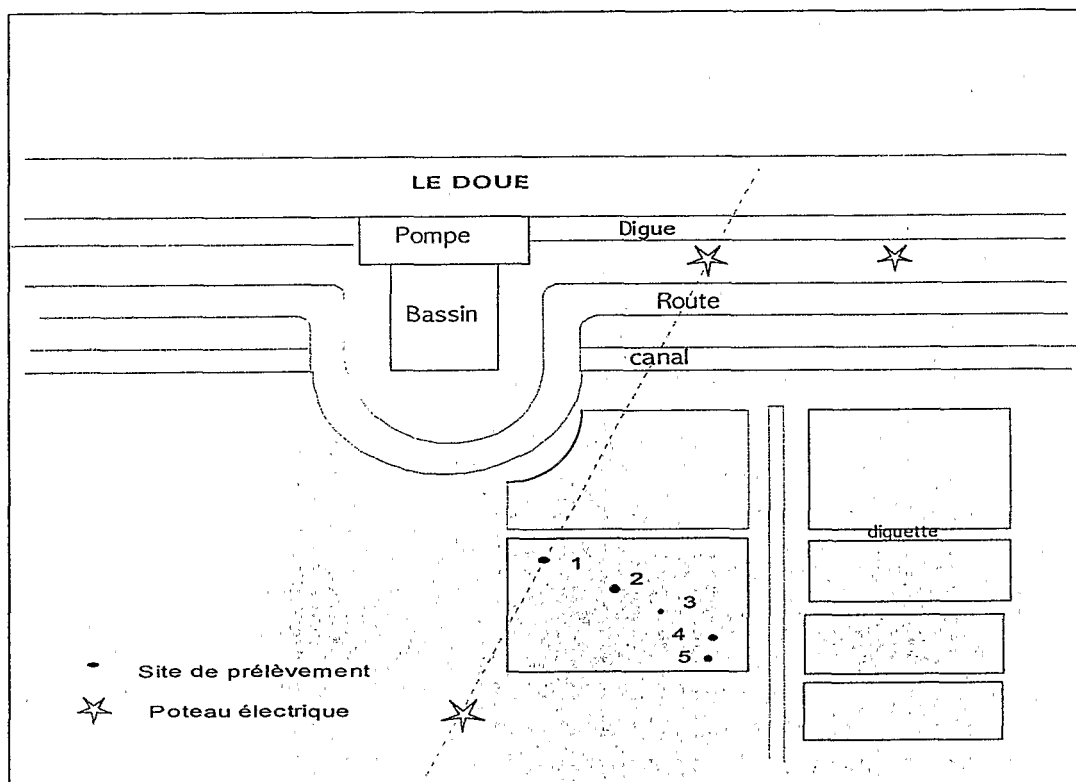 LE DOUE
Pompe
Digue
Bassin
Route
canal
diguette
1
2
3
4
5
Site de prélèvement
Poteau électrique